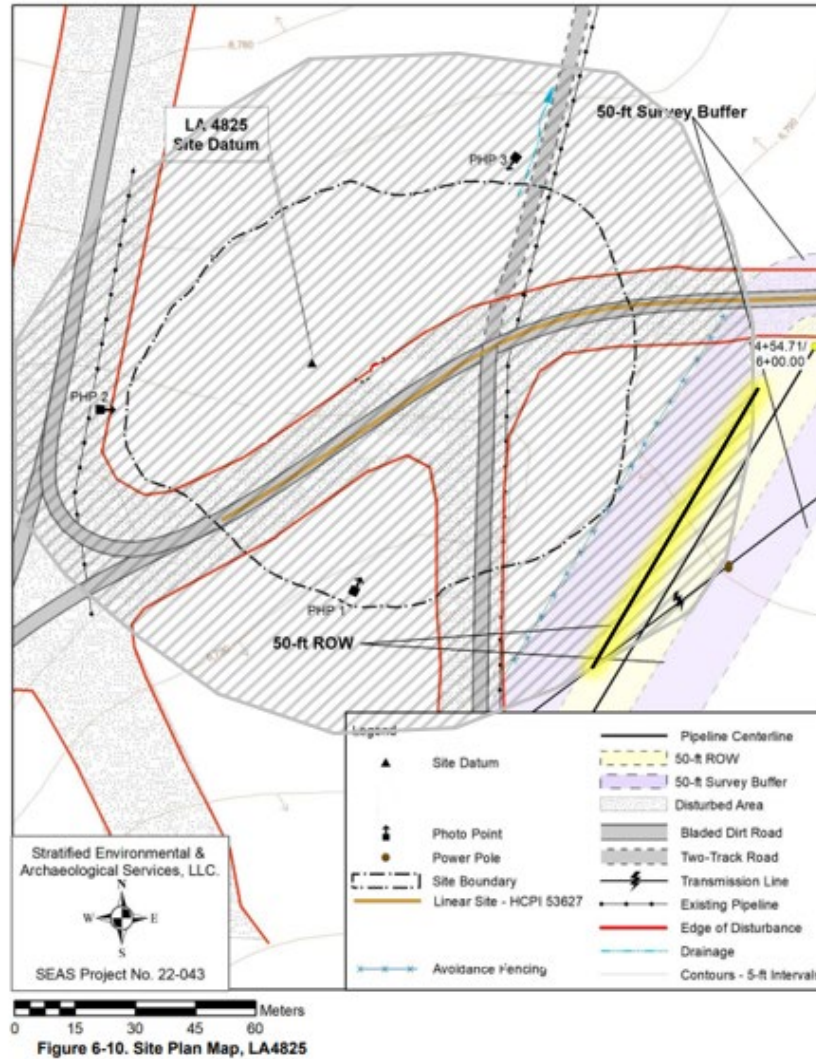 6,760
50-ft Survey Buffer
LA 4825
Site Datum
PHP 3
6,790
4+54.71/
6+00.00
PHP 2
PHP 1
50-ft ROW
6,730
Legend
Site Datum
Photo Point
Power Pole
Site Boundary
Linear Site - HCPI 53627
Avoidance Fencing
Pipeline Centerline
50-ft ROW
50-ft Survey Buffer
Disturbed Area
Bladed Dirt Road
Two-Track Road
Transmission Line
Existing Pipeline
Edge of Disturbance
Drainage
Contours - 5-ft Intervals
Stratified Environmental &
Archaeological Services, LLC.
N
W E
S
SEAS Project No. 22-043
Meters
0 15 30 45 60
Figure 6-10. Site Plan Map, LA4825